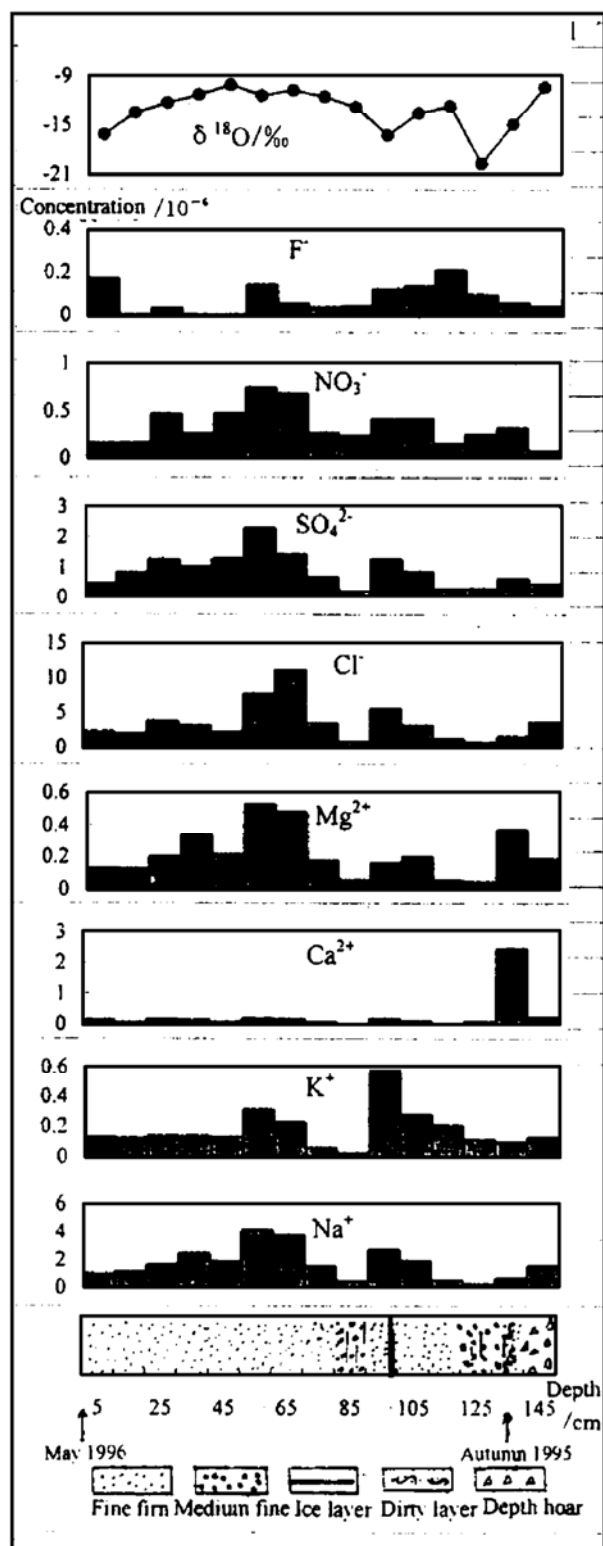 -9
-15
-21
δ ¹⁸O/‰
Concentration /10⁻⁶
0.4
0.2
0
F⁻
1
0.5
0
NO₃⁻
3
2
1
0
SO₄²⁻
15
10
5
0
Cl⁻
0.6
0.4
0.2
0
Mg²⁺
3
2
1
0
Ca²⁺
0.6
0.4
0.2
0
K⁺
6
4
2
0
Na⁺
5 25 45 65 85 105 125 145 Depth /cm
May 1996 Autunun 1995
Fine firn Medium fine Ice layer Dirty layer Depth hoar